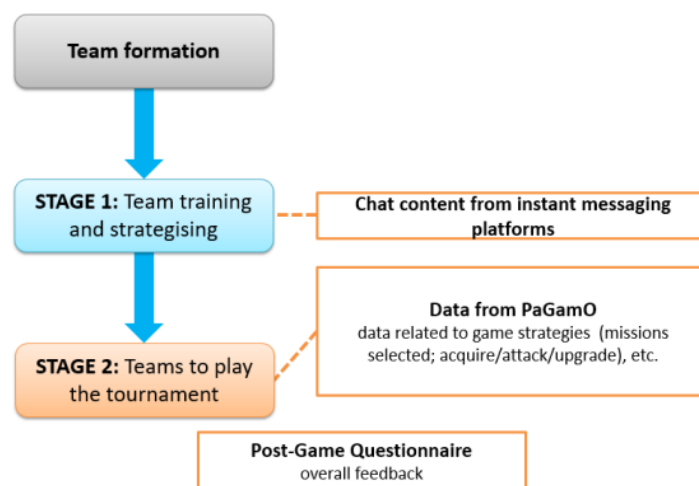 Team formation
STAGE 1: Team training
and strategising
Chat content from instant messaging
platforms
Data from PaGamO
data related to game strategies (missions
selected; acquire/attack/upgrade), etc.
STAGE 2: Teams to play
the tournament
Post-Game Questionnaire
overall feedback